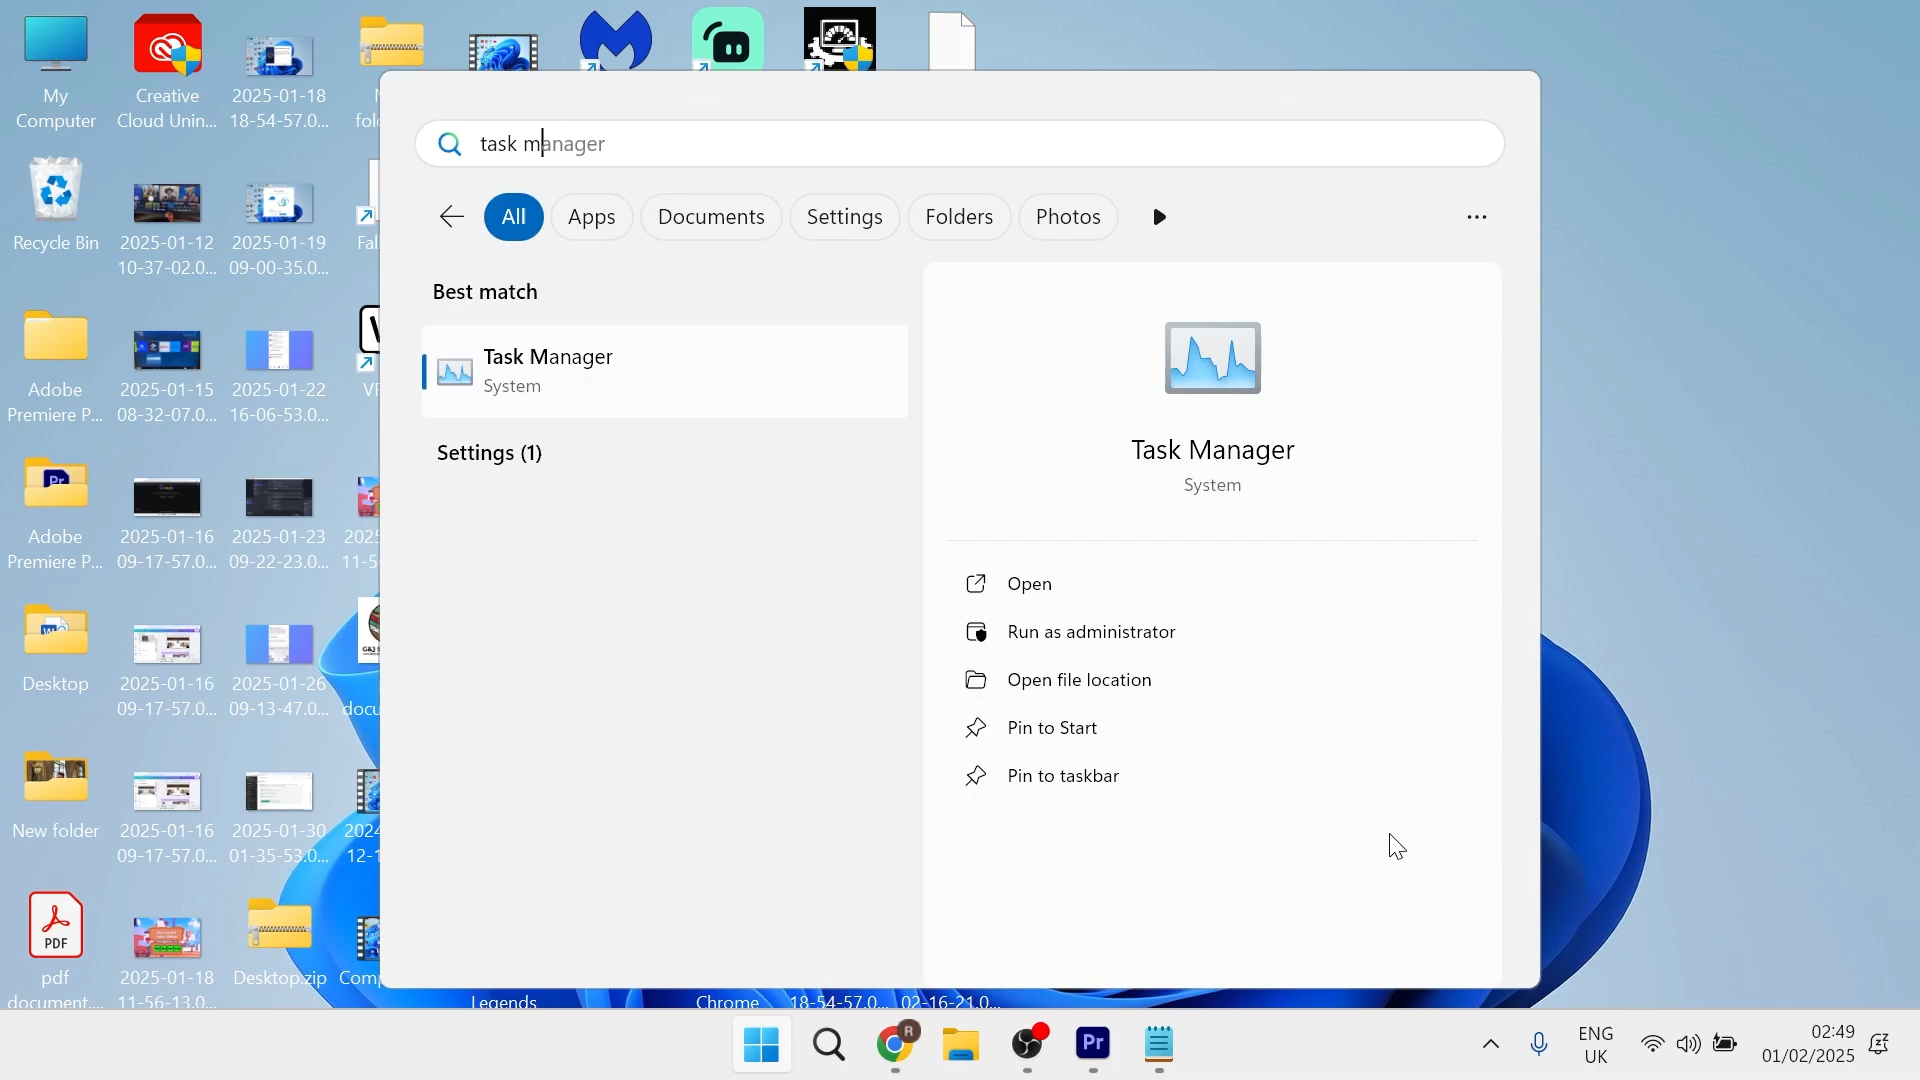 task manager
All
Apps
Documents
Settings
Folders
Photos
Best match
Task Manager
System
Settings (1)
Task Manager
System
Open
Run as administrator
Open file location
Pin to Start
Pin to taskbar
My
Computer
Creative
Cloud Unin...
2025-01-18
18-54-57.0...
Recycle Bin
2025-01-12
10-37-02.0...
2025-01-19
09-00-35.0...
Adobe
Premiere P...
2025-01-15
08-32-07.0...
2025-01-22
16-06-53.0...
Adobe
Premiere P...
2025-01-16
09-17-57.0...
2025-01-23
09-22-23.0...
Desktop
2025-01-16
09-17-57.0...
2025-01-26
09-13-47.0...
docu
New folder
2025-01-16
09-17-57.0...
2025-01-30
01-35-53.0...
2024
12-1
PDF
pdf
document....
2025-01-18
11-56-13.0...
Desktop.zip
Comp
Legends
Chrome
18-54-57.0...
02-16-21.0...
R
Pr
ENG
UK
02:49
01/02/2025